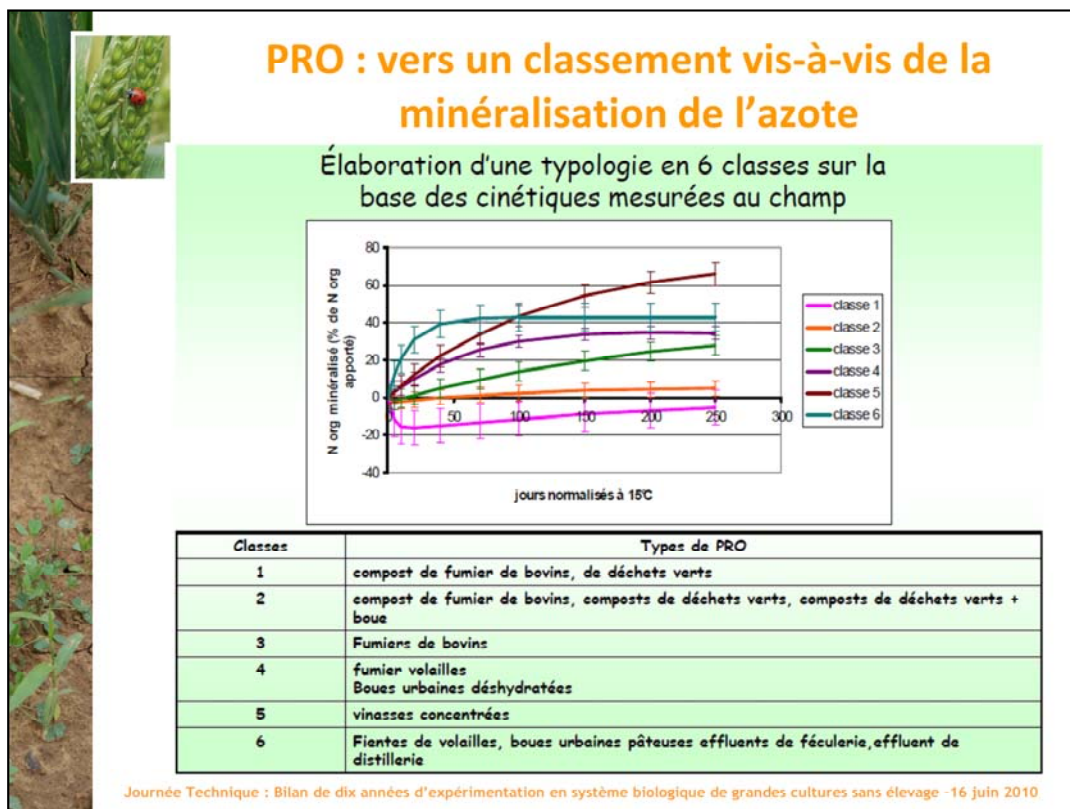 PRO : vers un classement vis-à-vis de la
minéralisation de l'azote
Élaboration d'une typologie en 6 classes sur la
base des cinétiques mesurées au champ
N org minéralisé (% de N org
apporté)
80
60
40
20
0
-20
-40
0
50
100
150
200
250
300
jours normalisés à 15°C
classe 1
classe 2
classe 3
classe 4
classe 5
classe 6
Classes Types de PRO
1 compost de fumier de bovins, de déchets verts
2 compost de fumier de bovins, composts de déchets verts, composts de déchets verts +
boue
3 Fumiers de bovins
4 fumier volailles
Boues urbaines déshydratées
5 vinasses concentrées
6 Fientes de volailles, boues urbaines pâteuses effluents de féculerie,effluent de
distillerie
Journée Technique : Bilan de dix années d'expérimentation en système biologique de grandes cultures sans élevage -16 juin 2010